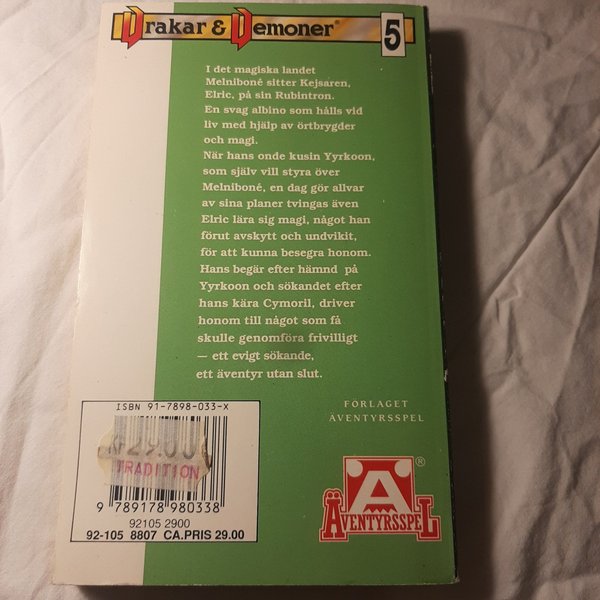 Drakar & Demoner®
5
I det magiska landet
Melniboné sitter Kejsaren,
Elric, på sin Rubintron.
En svag albino som hålls vid
liv med hjälp av örtbrygder
och magi.
När hans onde kusin Yyrkoon,
som själv vill styra över
Melniboné, en dag gör allvar
av sina planer tvingas även
Elric lära sig magi, något han
förut avskytt och undvikit,
för att kunna besegra honom.
Hans begär efter hämnd på
Yyrkoon och sökandet efter
hans kära Cymoril, driver
honom till något som få
skulle genomföra frivilligt
— ett evigt sökande,
ett äventyr utan slut.
FÖRLAGET
ÄVENTYRSSPEL
ISBN 91-7898-033-X
29.00
TRADITION
9 789178 980338
92105 2900
92-105 8807 CA.PRIS 29.00
A ®
ÄVENTYRSSPEL